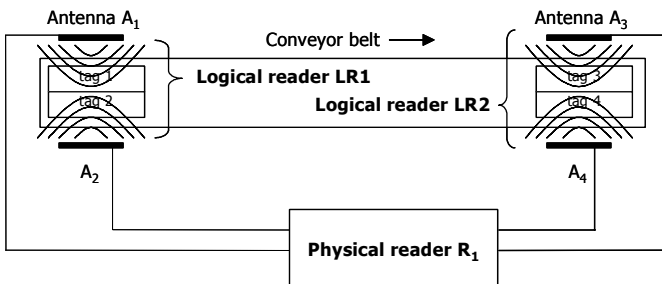 Antenna A1
Antenna A3
Conveyor belt
tag 1
Logical reader LR1
tag 3
tag 2
Logical reader LR2
tag 4
A2
A4
Physical reader R1